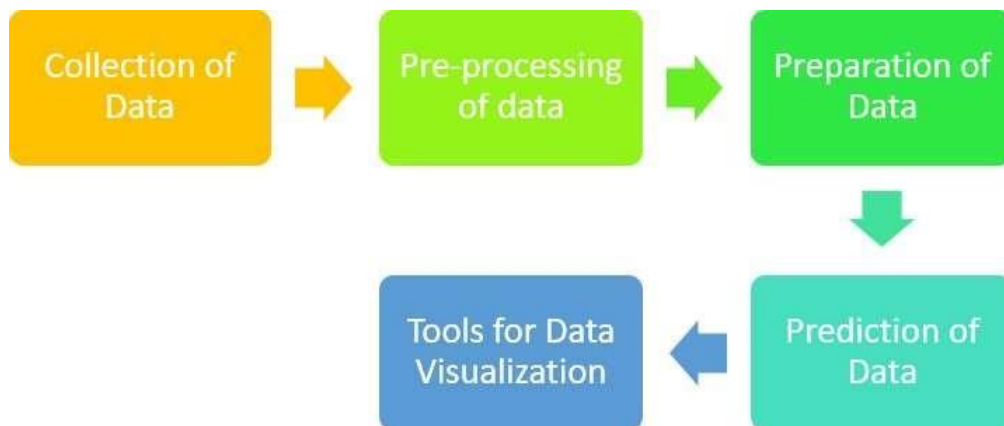 Collection of
Data
Pre-processing
of data
Preparation of
Data
Prediction of
Data
Tools for Data
Visualization